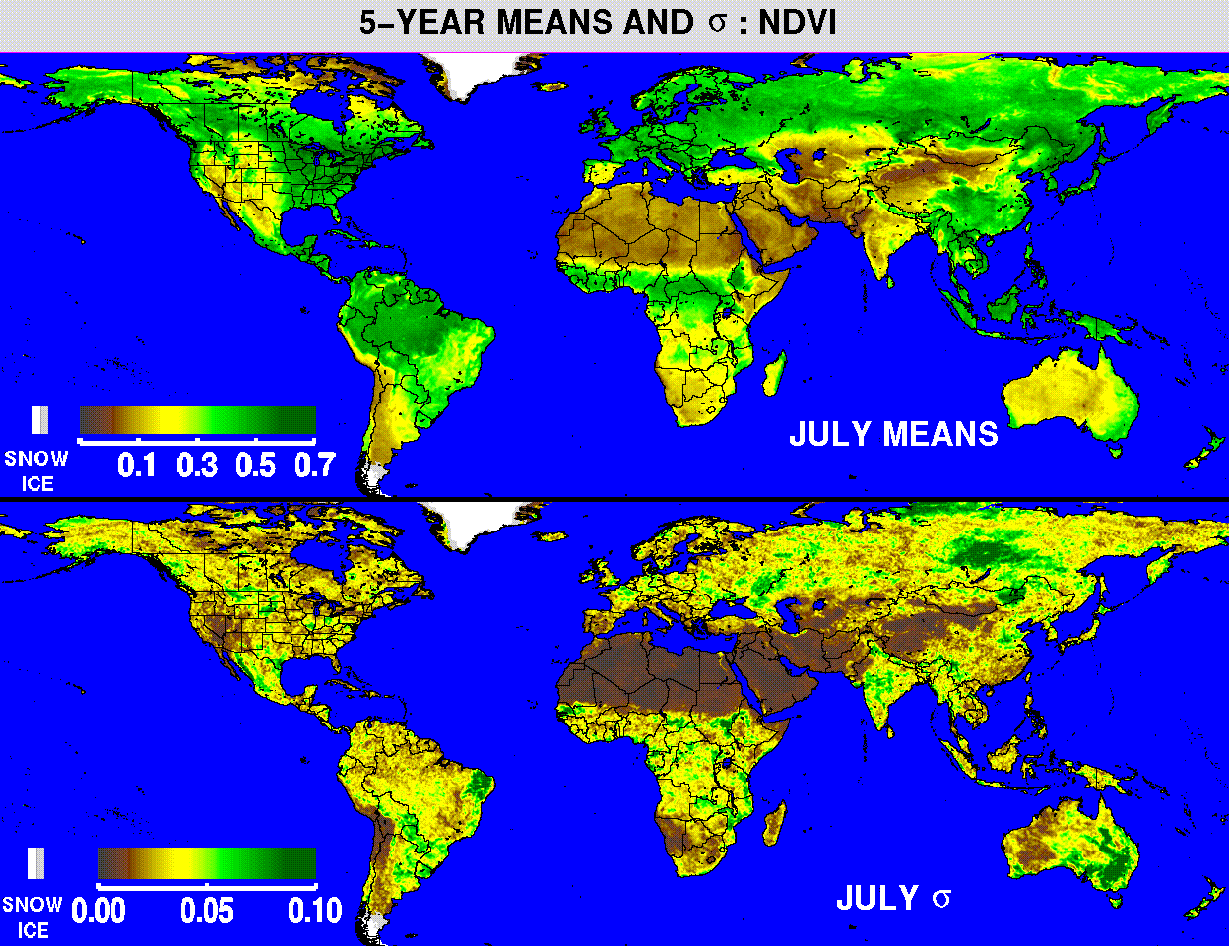 5-YEAR MEANS AND σ : NDVI
JULY MEANS
SNOW
ICE
0.1 0.3 0.5 0.7
JULY σ
SNOW
ICE
0.00 0.05 0.10